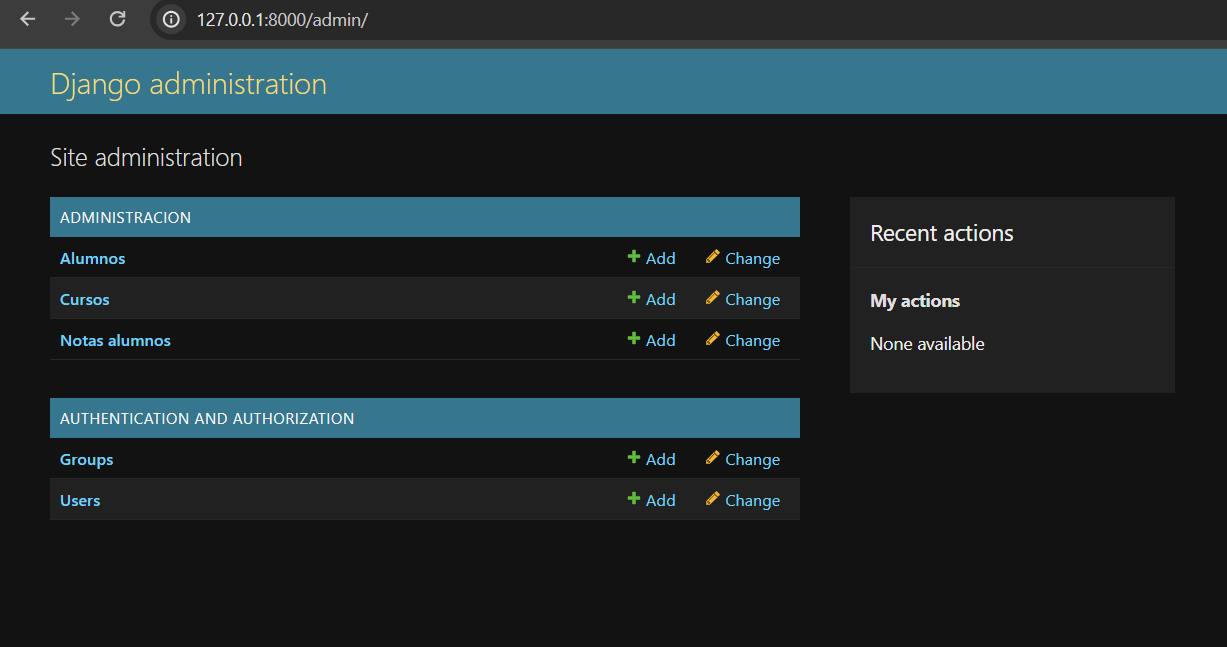 127.0.0.1:8000/admin/
Django administration
Site administration
ADMINISTRACION
Alumnos Add Change
Cursos Add Change
Notas alumnos Add Change
AUTHENTICATION AND AUTHORIZATION
Groups Add Change
Users Add Change
Recent actions
My actions
None available